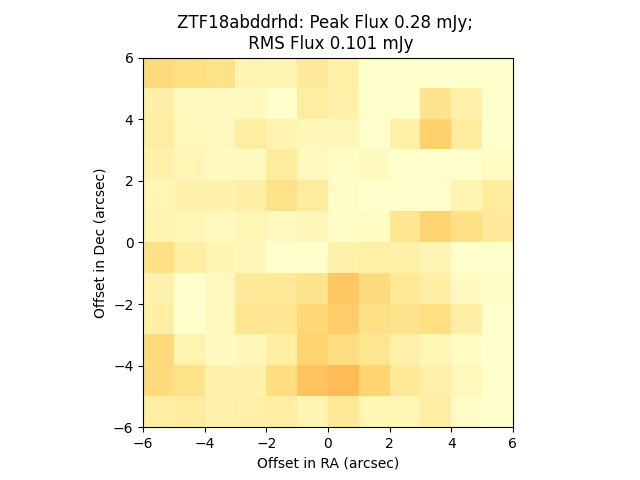 ZTF18abddrhd: Peak Flux 0.28 mJy;
RMS Flux 0.101 mJy
6
4
2
0
−2
−4
−6
Offset in Dec (arcsec)
−6 −4 −2 0 2 4 6
Offset in RA (arcsec)